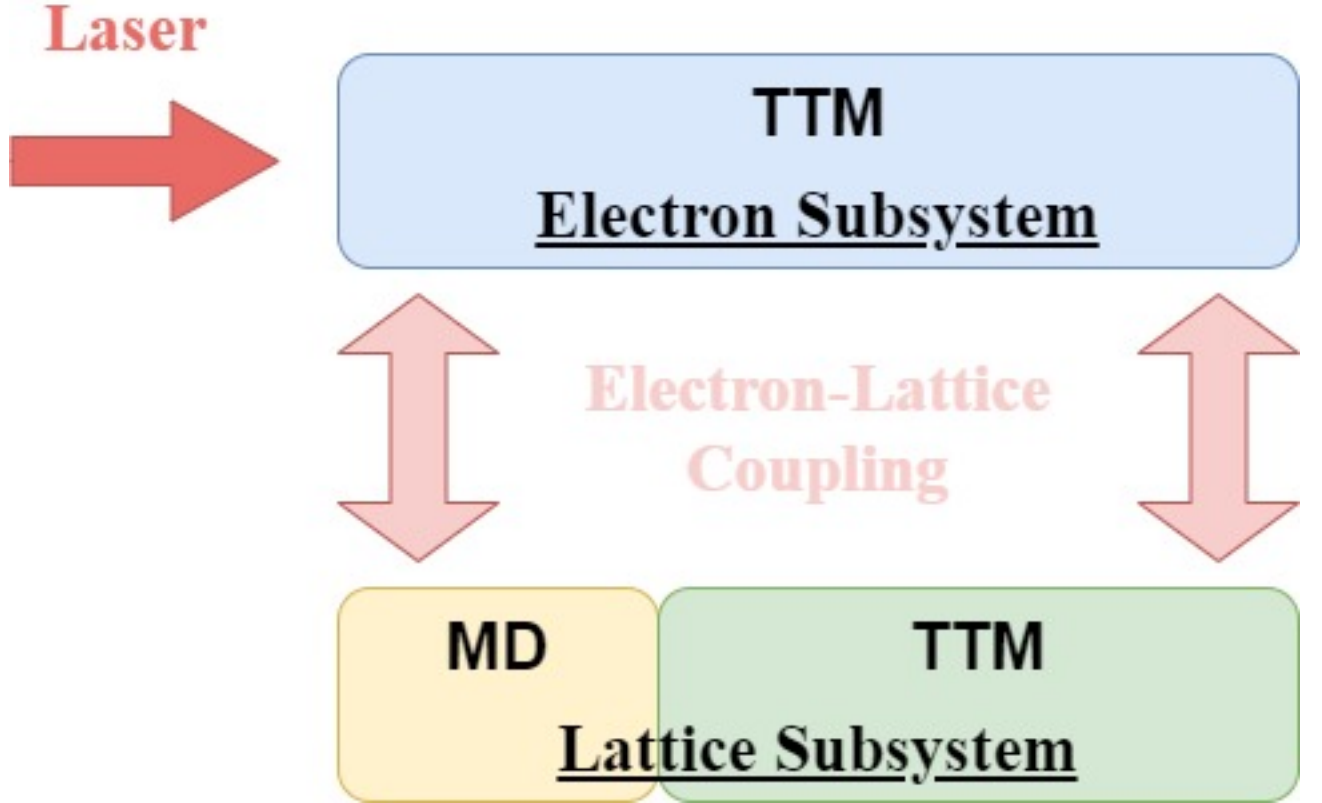 Laser
TTM
Electron Subsystem
Electron-Lattice
Coupling
MD
TTM
Lattice Subsystem